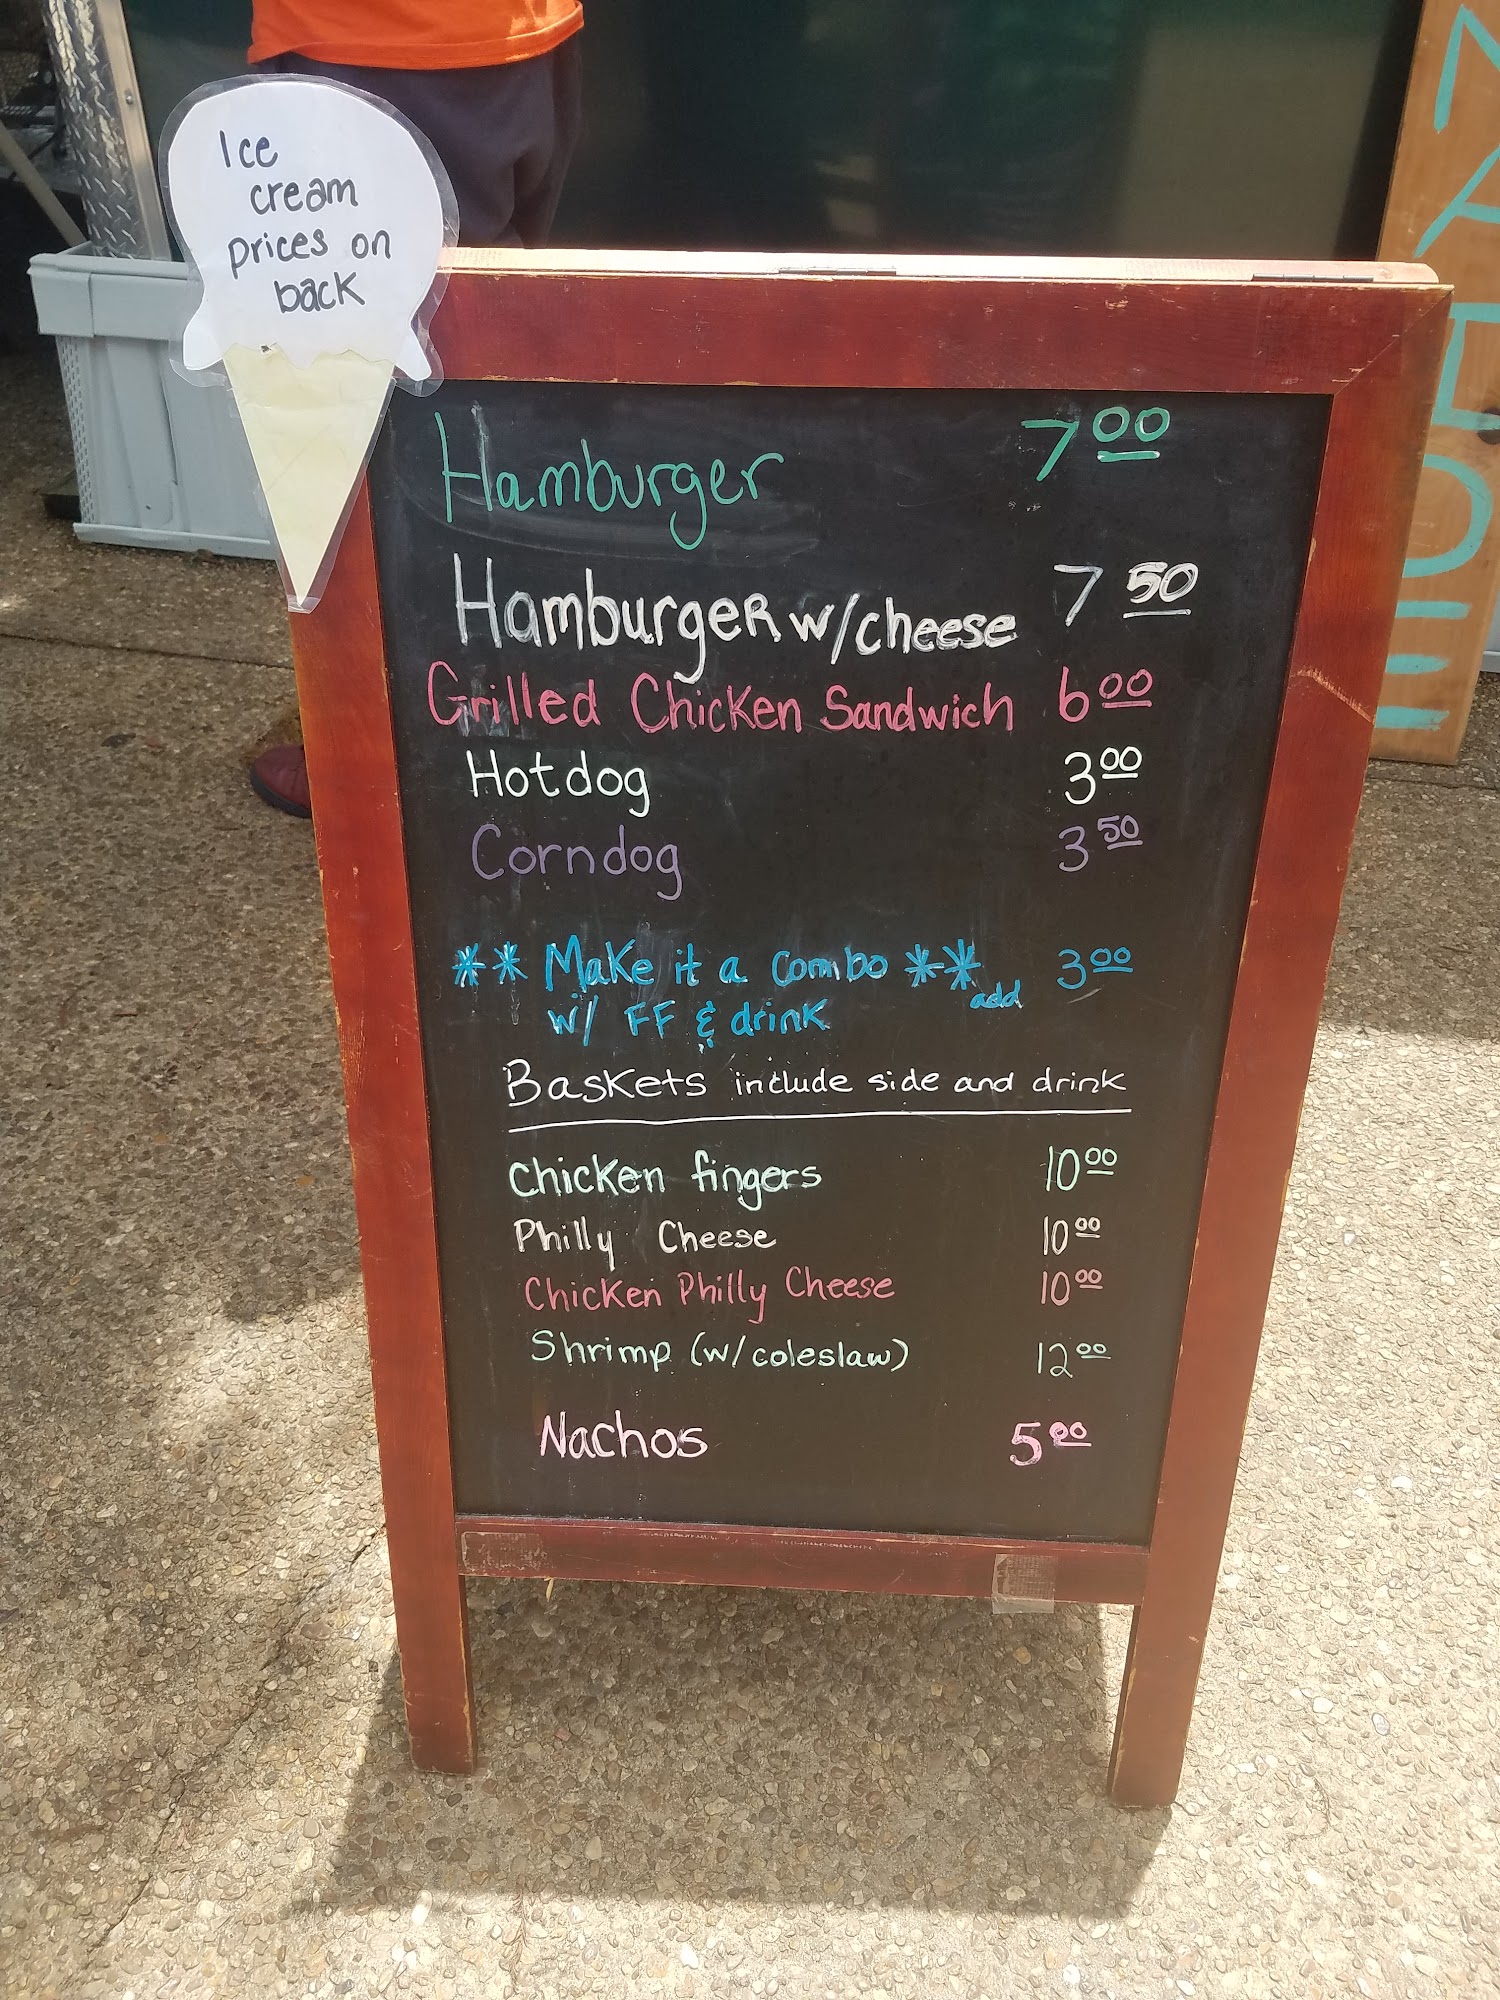 Ice
cream
prices on
back
Hamburger 7 00
Hamburger w/cheese 7 50
Grilled Chicken Sandwich 6 00
Hotdog 3 00
Corndog 3 50
** Make it a combo ** add 3 00
w/ FF & drink
Baskets include side and drink
Chicken fingers 10 00
Philly Cheese 10 00
Chicken Philly Cheese 10 00
Shrimp (w/coleslaw) 12 00
Nachos 5 00